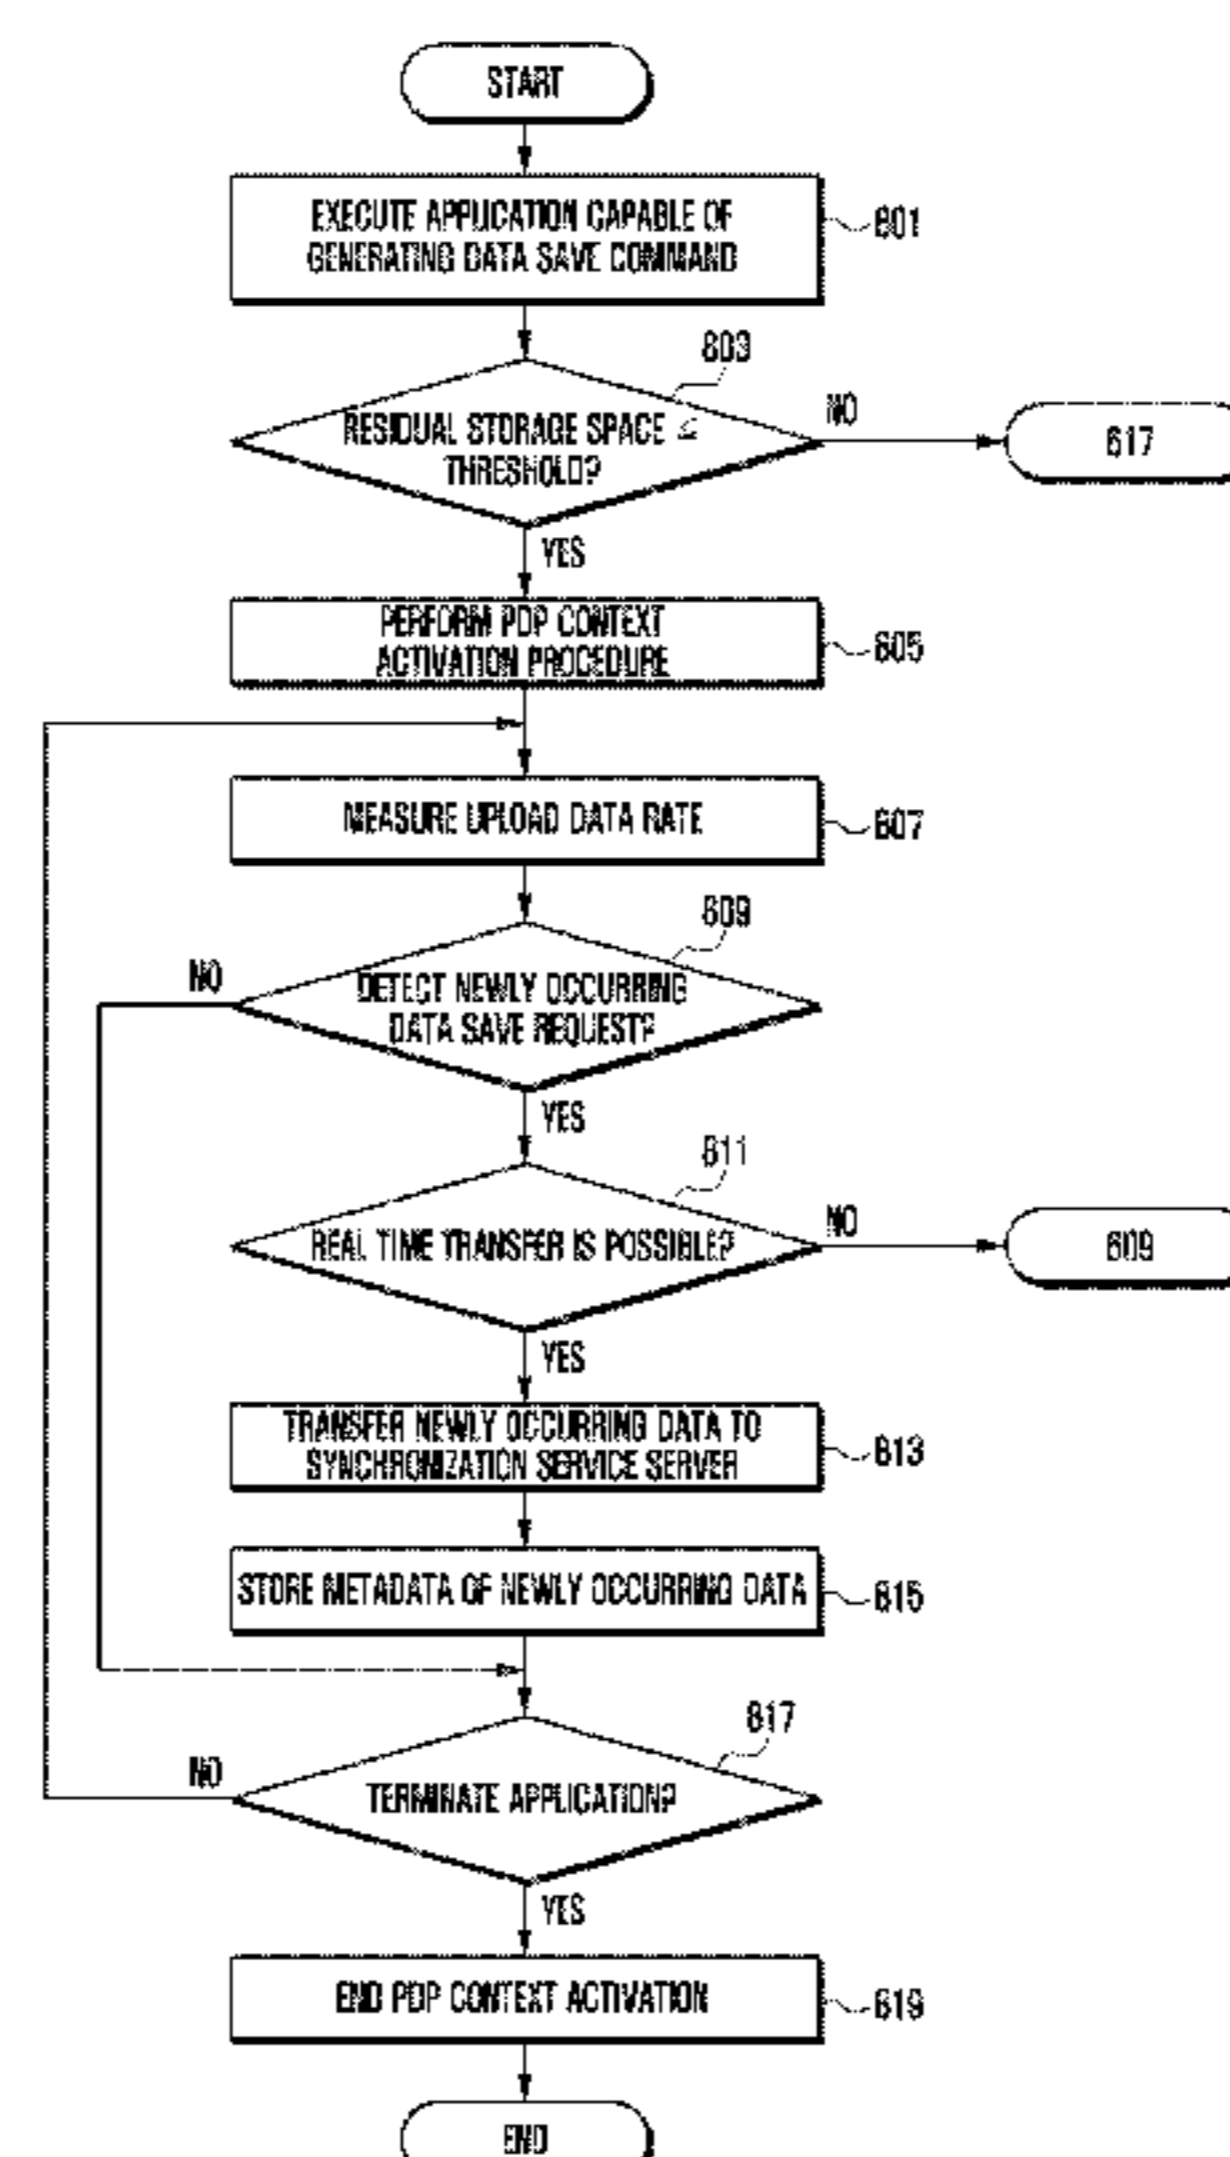 START
EXECUTE APPLICATION CAPABLE OF
GENERATING DATA SAVE COMMAND
601
603
RESIDUAL STORAGE SPACE ≤
THRESHOLD?
NO
617
YES
PERFORM PDP CONTEXT
ACTIVATION PROCEDURE
605
MEASURE UPLOAD DATA RATE
607
609
NO
DETECT NEWLY OCCURRING
DATA SAVE REQUEST?
YES
611
REAL TIME TRANSFER IS POSSIBLE?
NO
609
YES
TRANSFER NEWLY OCCURRING DATA TO
SYNCHRONIZATION SERVICE SERVER
613
STORE METADATA OF NEWLY OCCURRING DATA
615
617
NO
TERMINATE APPLICATION?
YES
END PDP CONTEXT ACTIVATION
619
END